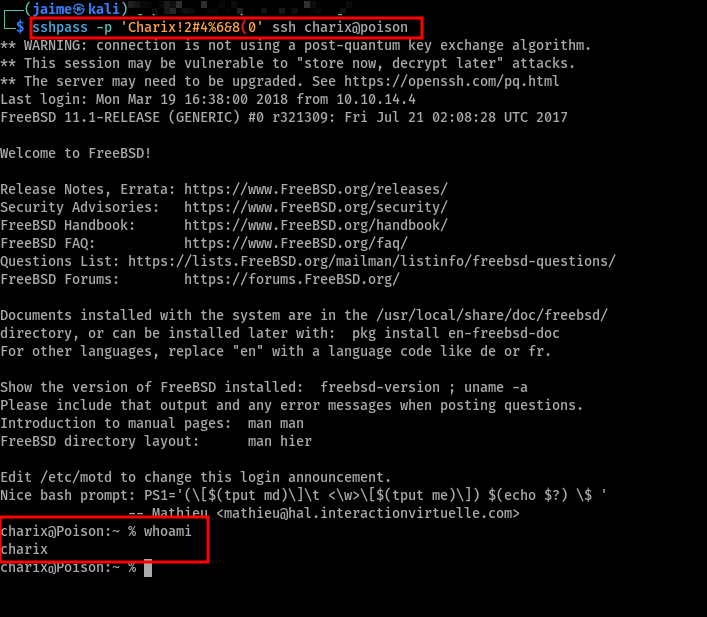 (jaime㉿kali)
$ sshpass -p 'Charix!2#4%6&8(0' ssh charix@poison
** WARNING: connection is not using a post-quantum key exchange algorithm.
** This session may be vulnerable to "store now, decrypt later" attacks.
** The server may need to be upgraded. See https://openssh.com/pq.html
Last login: Mon Mar 19 16:38:00 2018 from 10.10.14.4
FreeBSD 11.1-RELEASE (GENERIC) #0 r321309: Fri Jul 21 02:08:28 UTC 2017
Welcome to FreeBSD!
Release Notes, Errata: https://www.FreeBSD.org/releases/
Security Advisories:   https://www.FreeBSD.org/security/
FreeBSD Handbook:      https://www.FreeBSD.org/handbook/
FreeBSD FAQ:           https://www.FreeBSD.org/faq/
Questions List: https://lists.FreeBSD.org/mailman/listinfo/freebsd-questions/
FreeBSD Forums:        https://forums.FreeBSD.org/
Documents installed with the system are in the /usr/local/share/doc/freebsd/
directory, or can be installed later with:  pkg install en-freebsd-doc
For other languages, replace "en" with a language code like de or fr.
Show the version of FreeBSD installed:  freebsd-version ; uname -a
Please include that output and any error messages when posting questions.
Introduction to manual pages:  man man
FreeBSD directory layout:      man hier
Edit /etc/motd to change this login announcement.
Nice bash prompt: PS1='(\[$(tput md)\]\t <\w>\[$(tput me)\]) $(echo $?) \$ '
-- Mathieu <mathieu@hal.interactionvirtuelle.com>
charix@Poison:~ % whoami
charix
charix@Poison:~ %